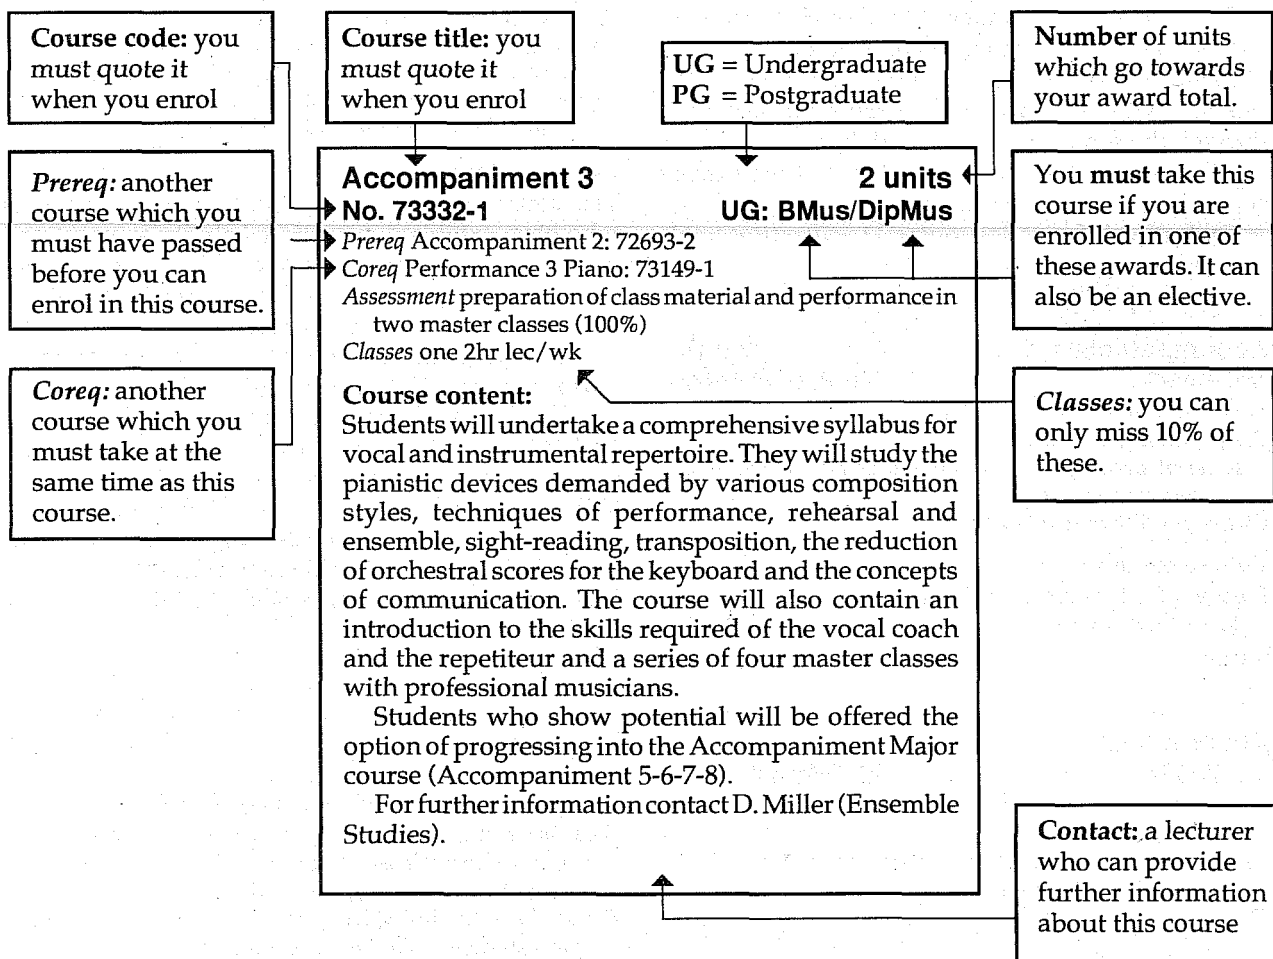 Course code: you
must quote it
when you enrol
Course title: you
must quote it
when you enrol
UG = Undergraduate
PG = Postgraduate
Number of units
which go towards
your award total.
Prereq: another
course which you
must have passed
before you can
enrol in this course.
Coreq: another
course which you
must take at the
same time as this
course.
Accompaniment 3 2 units
No. 73332-1 UG: BMus/DipMus
Prereq Accompaniment 2: 72693-2
Coreq Performance 3 Piano: 73149-1
Assessment preparation of class material and performance in
two master classes (100%)
Classes one 2hr lec/wk
Course content:
Students will undertake a comprehensive syllabus for
vocal and instrumental repertoire. They will study the
pianistic devices demanded by various composition
styles, techniques of performance, rehearsal and
ensemble, sight-reading, transposition, the reduction
of orchestral scores for the keyboard and the concepts
of communication. The course will also contain an
introduction to the skills required of the vocal coach
and the repetiteur and a series of four master classes
with professional musicians.
Students who show potential will be offered the
option of progressing into the Accompaniment Major
course (Accompaniment 5-6-7-8).
For further information contact D. Miller (Ensemble
Studies).
You must take this
course if you are
enrolled in one of
these awards. It can
also be an elective.
Classes: you can
only miss 10% of
these.
Contact: a lecturer
who can provide
further information
about this course